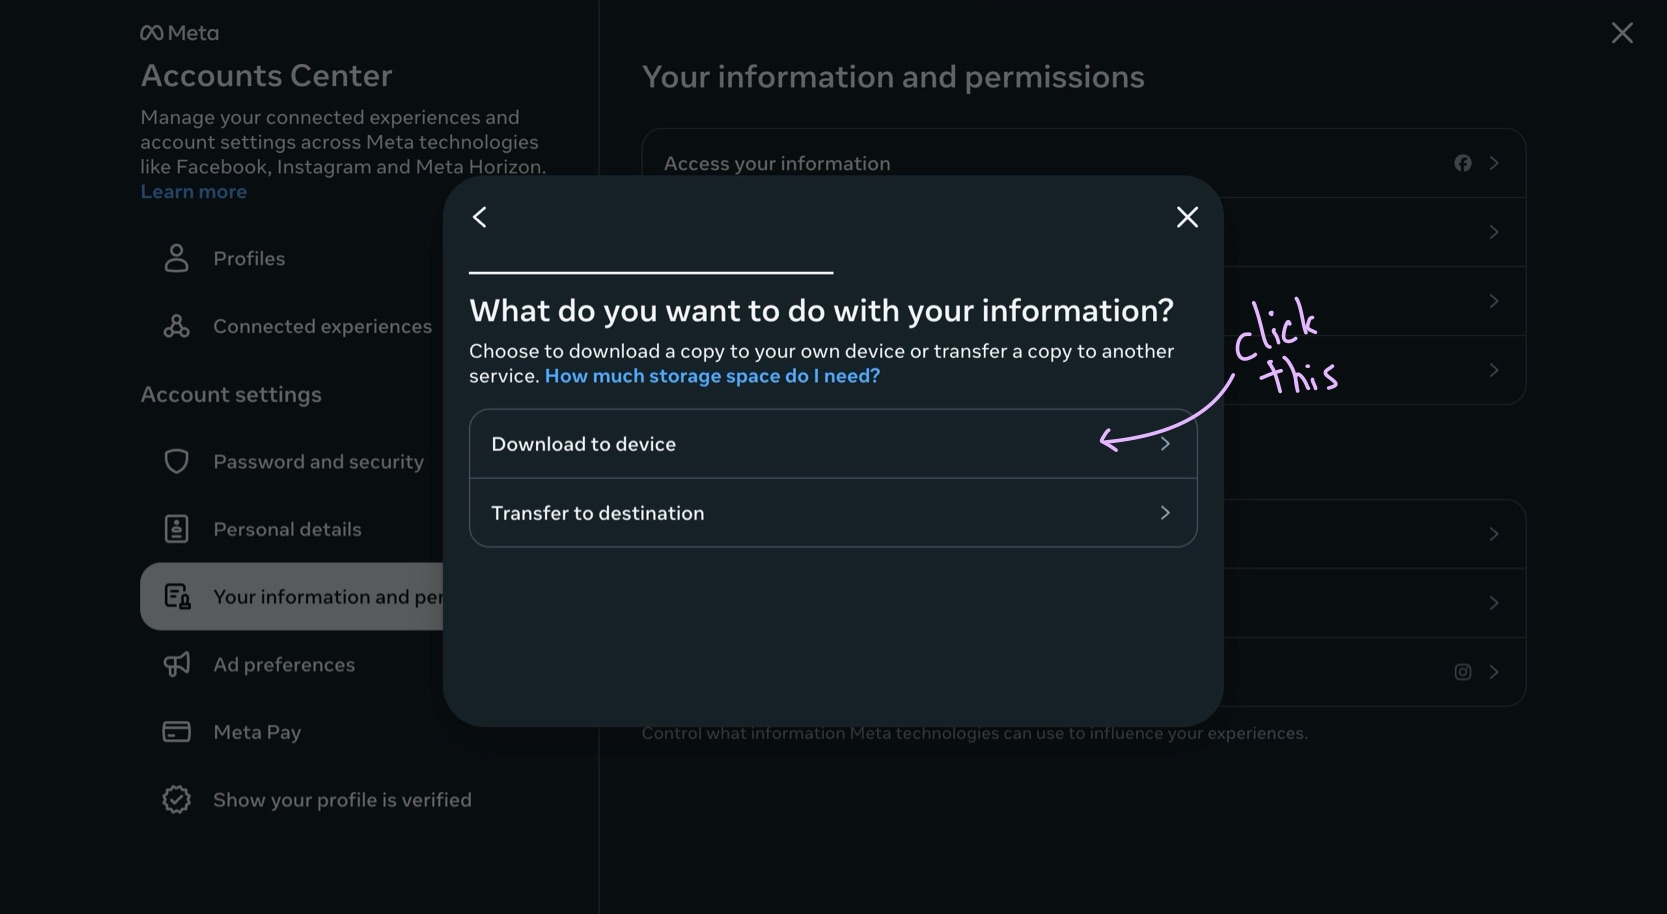 Meta
Accounts Center
Manage your connected experiences and
account settings across Meta technologies
like Facebook, Instagram and Meta Horizon.
Learn more
Profiles
Connected experiences
Account settings
Password and security
Personal details
Your information and per
Ad preferences
Meta Pay
Show your profile is verified
Your information and permissions
Access your information
What do you want to do with your information?
Choose to download a copy to your own device or transfer a copy to another
service. How much storage space do I need?
Download to device
Transfer to destination
click
this
Control what information Meta technologies can use to influence your experiences.